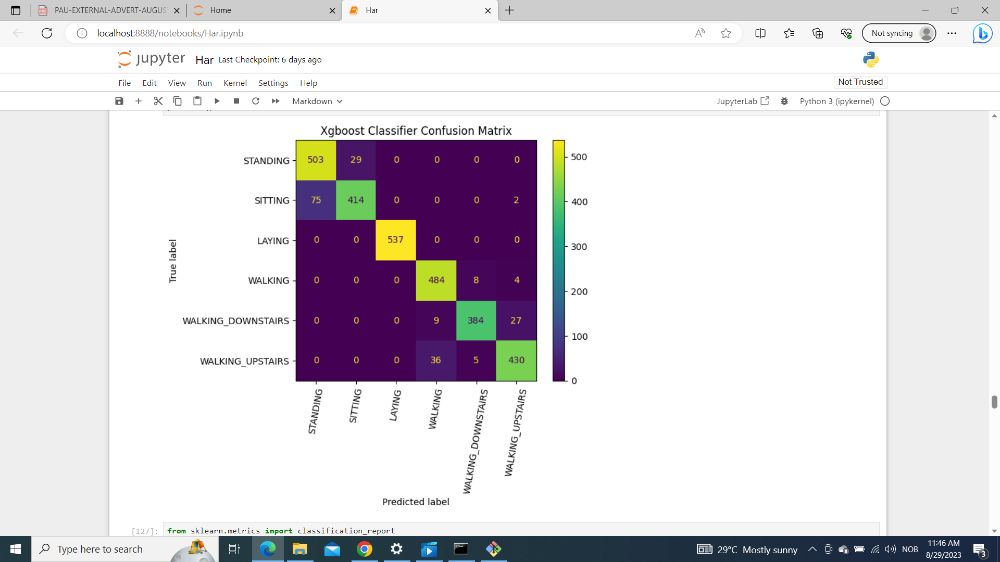 PAU-EXTERNAL-ADVERT-AUGUS
Home
Har
localhost:8888/notebooks/Har.ipynb
Not syncing
jupyter Har Last Checkpoint: 6 days ago
File Edit View Run Kernel Settings Help
Not Trusted
Markdown
JupyterLab
Python 3 (ipykernel)
Xgboost Classifier Confusion Matrix
STANDING 503 29 0 0 0 0
SITTING 75 414 0 0 0 2
LAYING 0 0 537 0 0 0
WALKING 0 0 0 484 8 4
WALKING_DOWNSTAIRS 0 0 0 9 384 27
WALKING_UPSTAIRS 0 0 0 36 5 430
True label
500
400
300
200
100
0
STANDING
SITTING
LAYING
WALKING
WALKING_DOWNSTAIRS
WALKING_UPSTAIRS
Predicted label
[127]: from sklearn.metrics import classification_report
Type here to search
29°C Mostly sunny
NOB
11:46 AM
8/29/2023
3